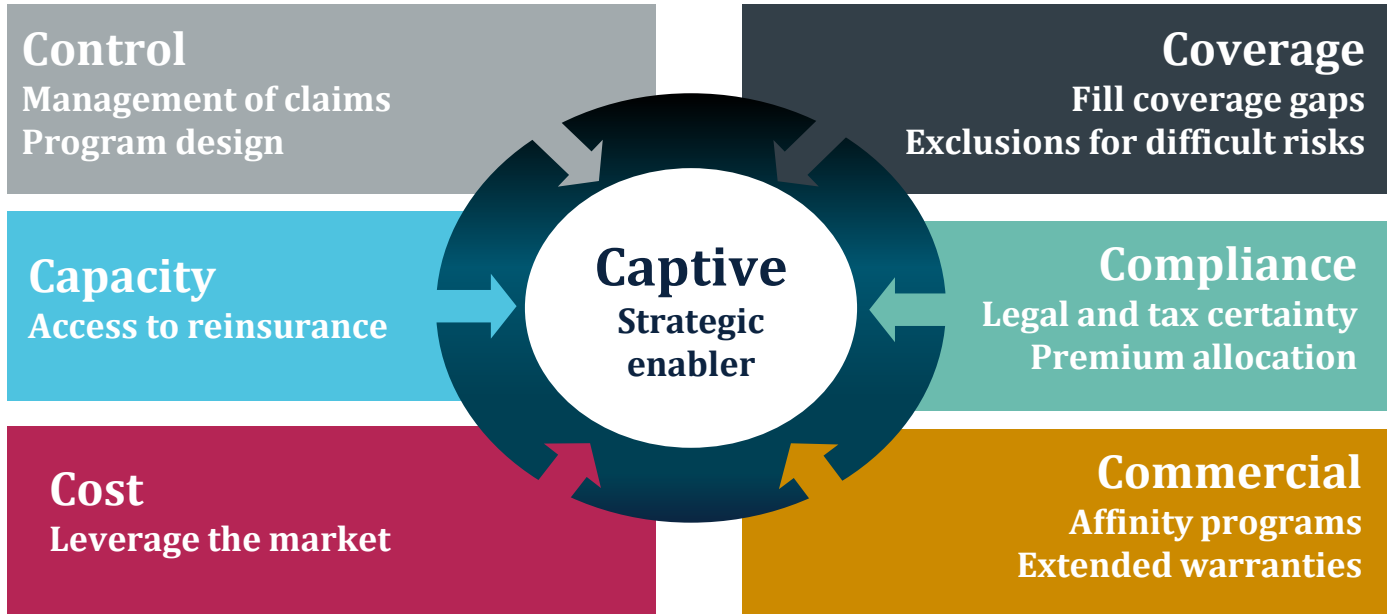 Control
Management of claims
Program design
Coverage
Fill coverage gaps
Exclusions for difficult risks
Capacity
Access to reinsurance
Captive
Strategic
enabler
Compliance
Legal and tax certainty
Premium allocation
Cost
Leverage the market
Commercial
Affinity programs
Extended warranties